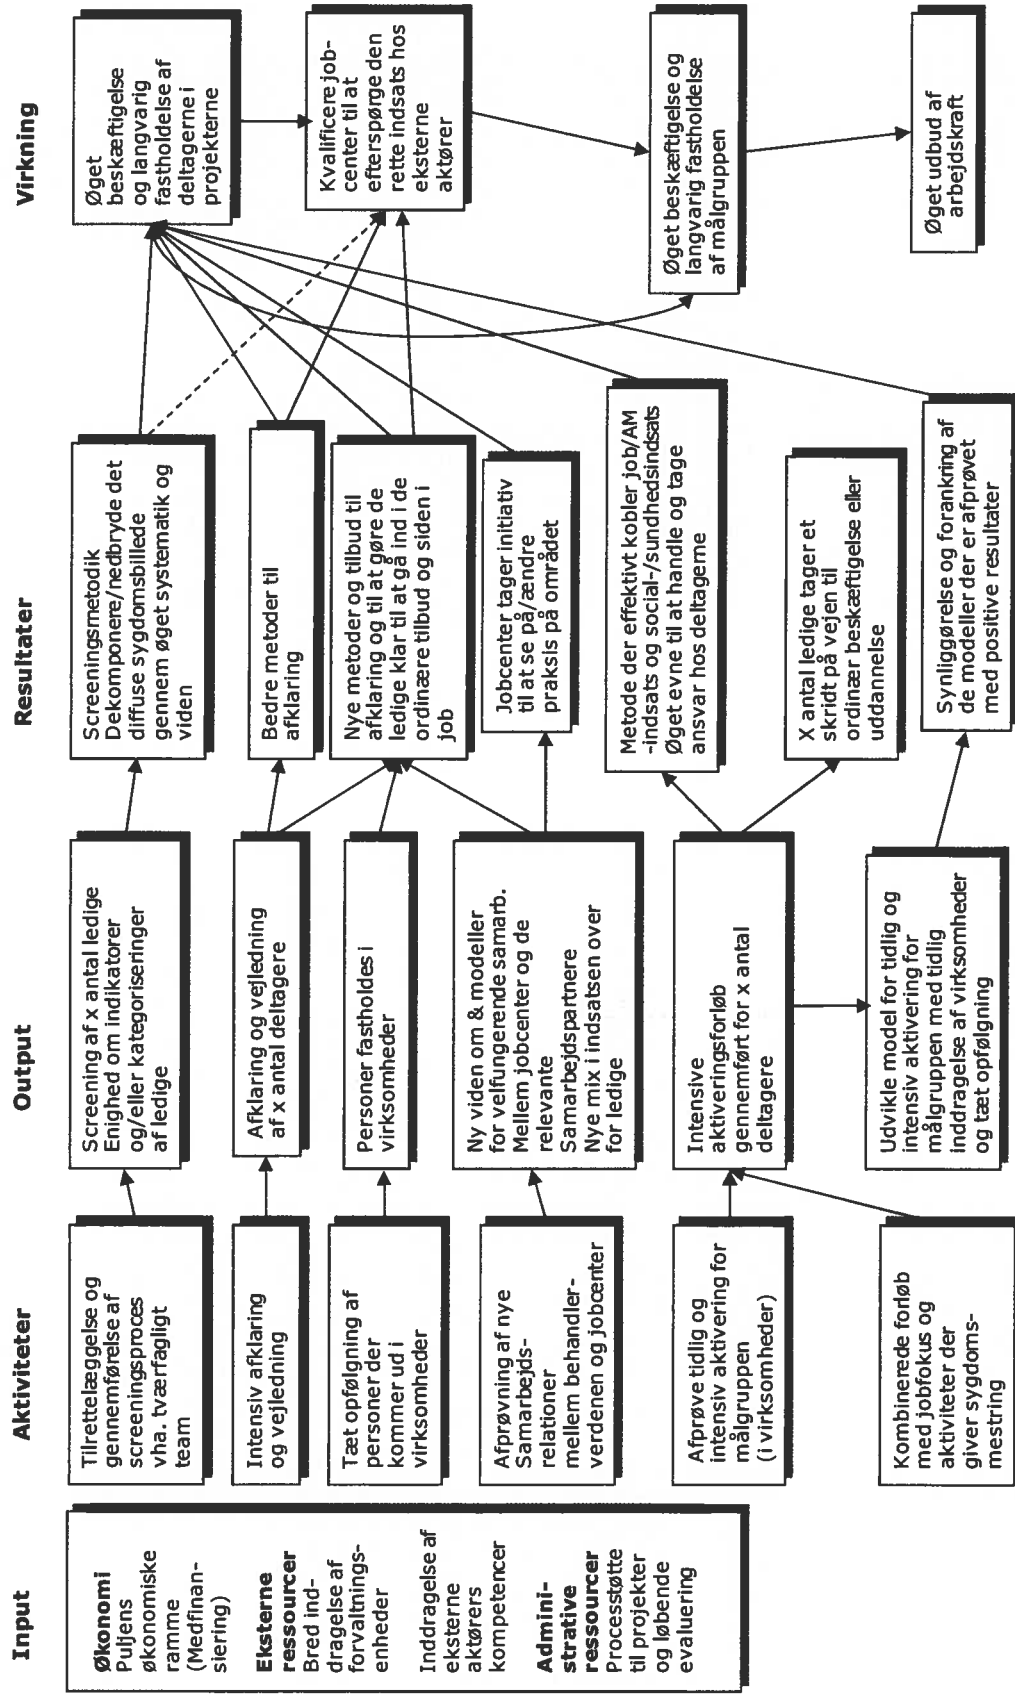 Input
Økonomi
Puljens
økonomiske
ramme
(Medfinan-
siering)
Eksterne
ressourcer
Bred ind-
dragelse af
forvaltnings-
enheder
Inddragelse af
eksterne
aktørers
kompetencer
Admini-
strative
ressourcer
Processtøtte
til projekter
og løbende
evaluering
Aktiviteter
Tilrettelæggelse og
gennemførelse af
screeningsproces
vha. tværfagligt
team
Intensiv afklaring
og vejledning
Tæt opfølgning af
personer der
kommer ud i
virksomheder
Afprøvning af nye
Samarbejds-
relationer
mellem behandler-
verdenen og jobcenter
Afprøve tidlig og
intensiv aktivering for
målgruppen
(i virksomheder)
Kombinerede forløb
med jobfokus og
aktiviteter der
giver sygdoms-
mestring
Output
Screening af x antal ledige
Enighed om indikatorer
og/eller kategoriseringer
af ledige
Afklaring og vejledning
af x antal deltagere
Personer fastholdes i
virksomheder
Ny viden om & modeller
for velfungerende samarb.
Mellem jobcenter og de
relevante
Samarbejdspartnere
Nye mix i indsatsen over
for ledige
Intensive
aktiveringsforløb
gennemført for x antal
deltagere
Udvikle model for tidlig og
intensiv aktivering for
målgruppen med tidlig
inddragelse af virksomheder
og tæt opfølgning
Resultater
Screeningsmetodik
Dekomponere/nedbryde det
diffuse sygdomsbillede
gennem øget systematik og
viden
Bedre metoder til
afklaring
Nye metoder og tilbud til
afklaring og til at gøre de
ledige klar til at gå ind i de
ordinære tilbud og siden i
job
Jobcenter tager initiativ
til at se på/ændre
praksis på området
Metode der effektivt kobler job/AM
-indsats og social-/sundhedsindsats
Øget evne til at handle og tage
ansvar hos deltagerne
X antal ledige tager et
skridt på vejen til
ordinær beskæftigelse eller
uddannelse
Synliggørelse og forankring af
de modeller der er afprøvet
med positive resultater
Virkning
Øget
beskæftigelse
og langvarig
fastholdelse af
deltagerne i
projekterne
Kvalificere job-
center til at
efterspørge den
rette indsats hos
eksterne
aktører
Øget beskæftigelse og
langvarig fastholdelse
af målgruppen
Øget udbud af
arbejdskraft